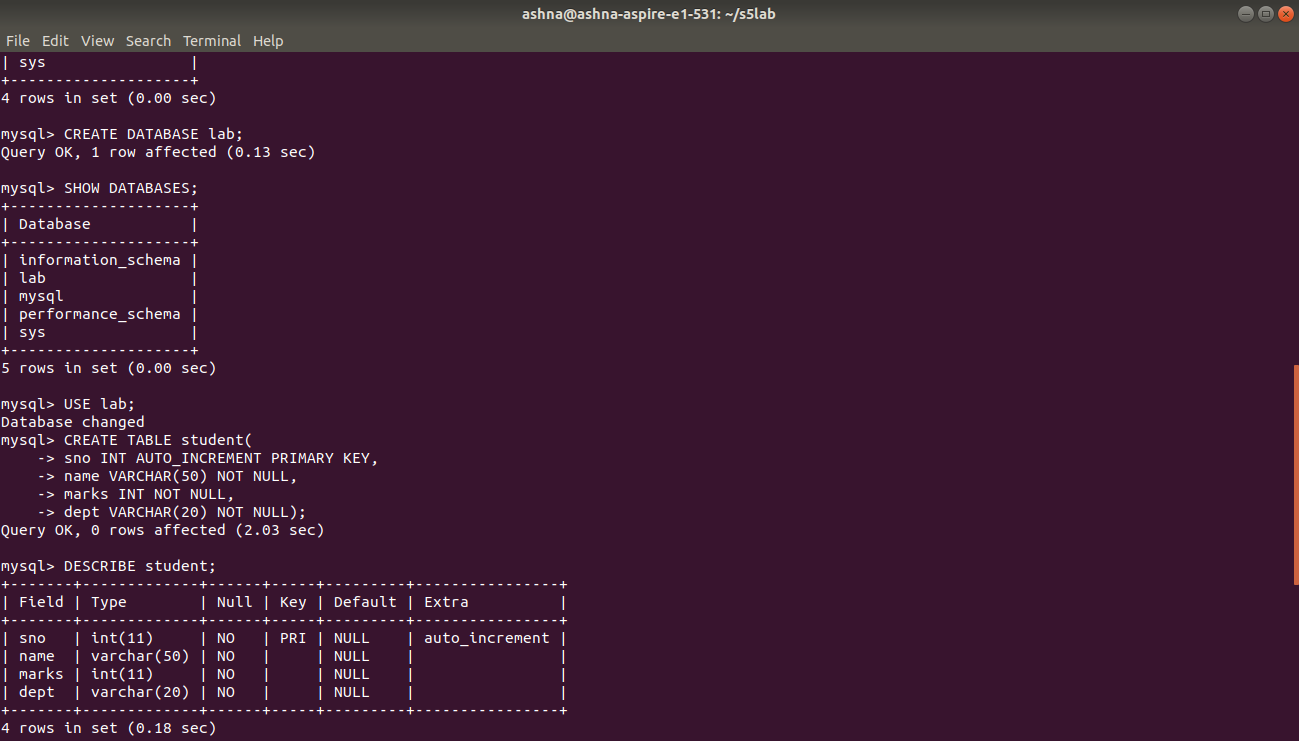 ashna@ashna-aspire-e1-531: ~/s5lab
File Edit View Search Terminal Help
| sys                |
+--------------------+
4 rows in set (0.00 sec)

mysql> CREATE DATABASE lab;
Query OK, 1 row affected (0.13 sec)

mysql> SHOW DATABASES;
+--------------------+
| Database           |
+--------------------+
| information_schema |
| lab                |
| mysql              |
| performance_schema |
| sys                |
+--------------------+
5 rows in set (0.00 sec)

mysql> USE lab;
Database changed
mysql> CREATE TABLE student(
    -> sno INT AUTO_INCREMENT PRIMARY KEY,
    -> name VARCHAR(50) NOT NULL,
    -> marks INT NOT NULL,
    -> dept VARCHAR(20) NOT NULL);
Query OK, 0 rows affected (2.03 sec)

mysql> DESCRIBE student;
+-------+-------------+------+-----+---------+----------------+
| Field | Type        | Null | Key | Default | Extra          |
+-------+-------------+------+-----+---------+----------------+
| sno   | int(11)     | NO   | PRI | NULL    | auto_increment |
| name  | varchar(50) | NO   |     | NULL    |                |
| marks | int(11)     | NO   |     | NULL    |                |
| dept  | varchar(20) | NO   |     | NULL    |                |
+-------+-------------+------+-----+---------+----------------+
4 rows in set (0.18 sec)